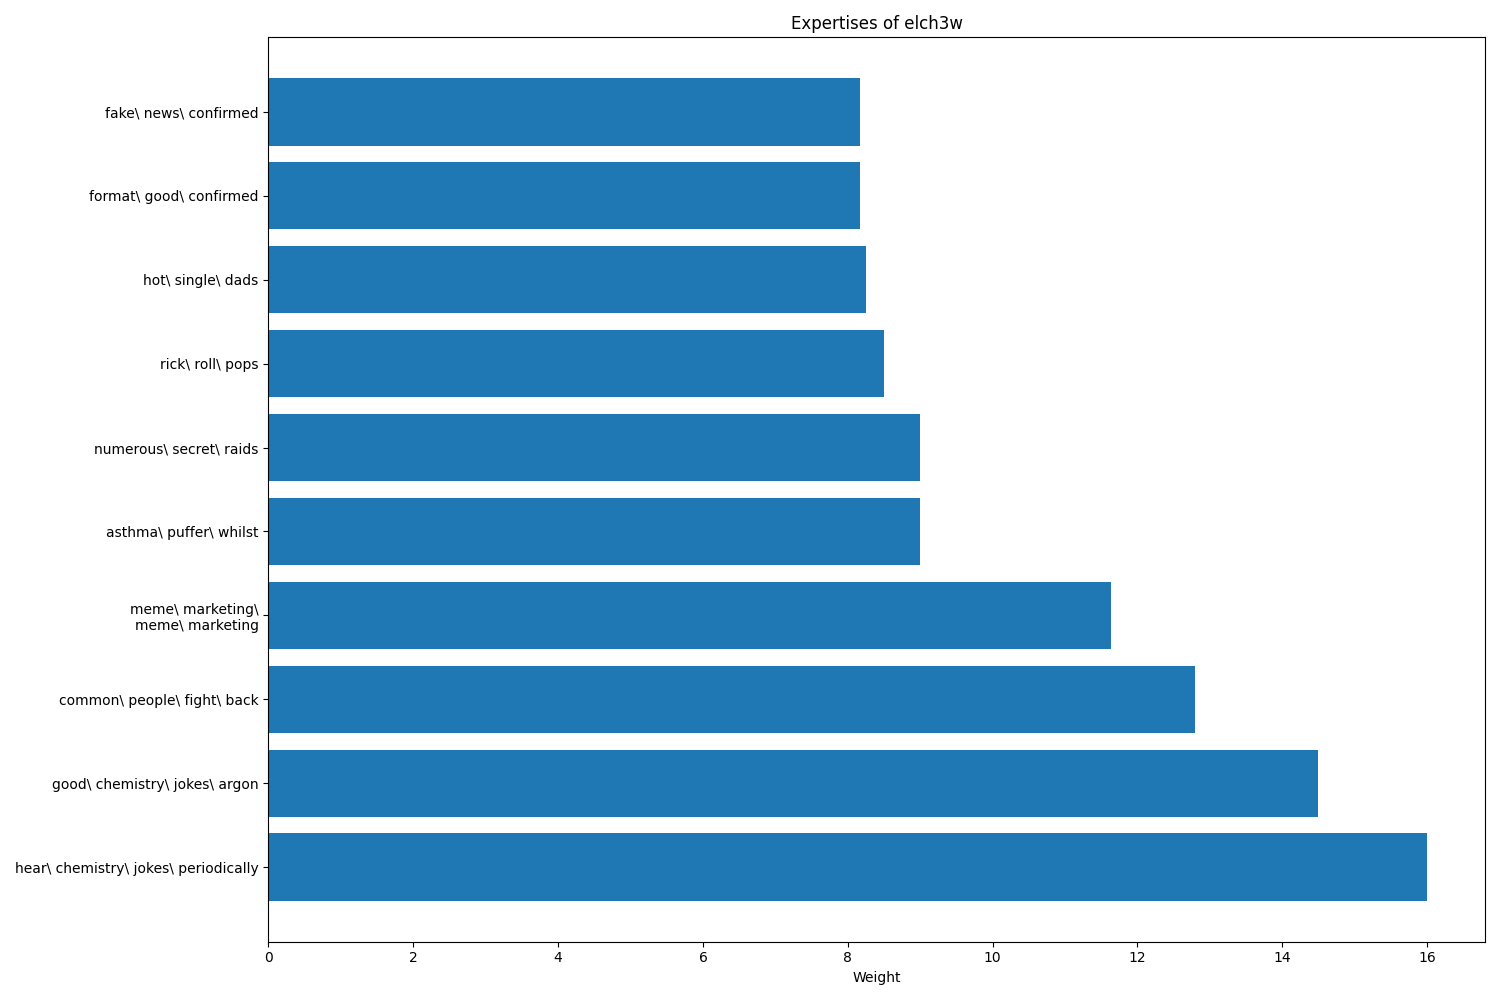 Expertises of elch3w
fake\ news\ confirmed
format\ good\ confirmed
hot\ single\ dads
rick\ roll\ pops
numerous\ secret\ raids
asthma\ puffer\ whilst
meme\ marketing\
meme\ marketing
common\ people\ fight\ back
good\ chemistry\ jokes\ argon
hear\ chemistry\ jokes\ periodically
0 2 4 6 8 10 12 14 16
Weight